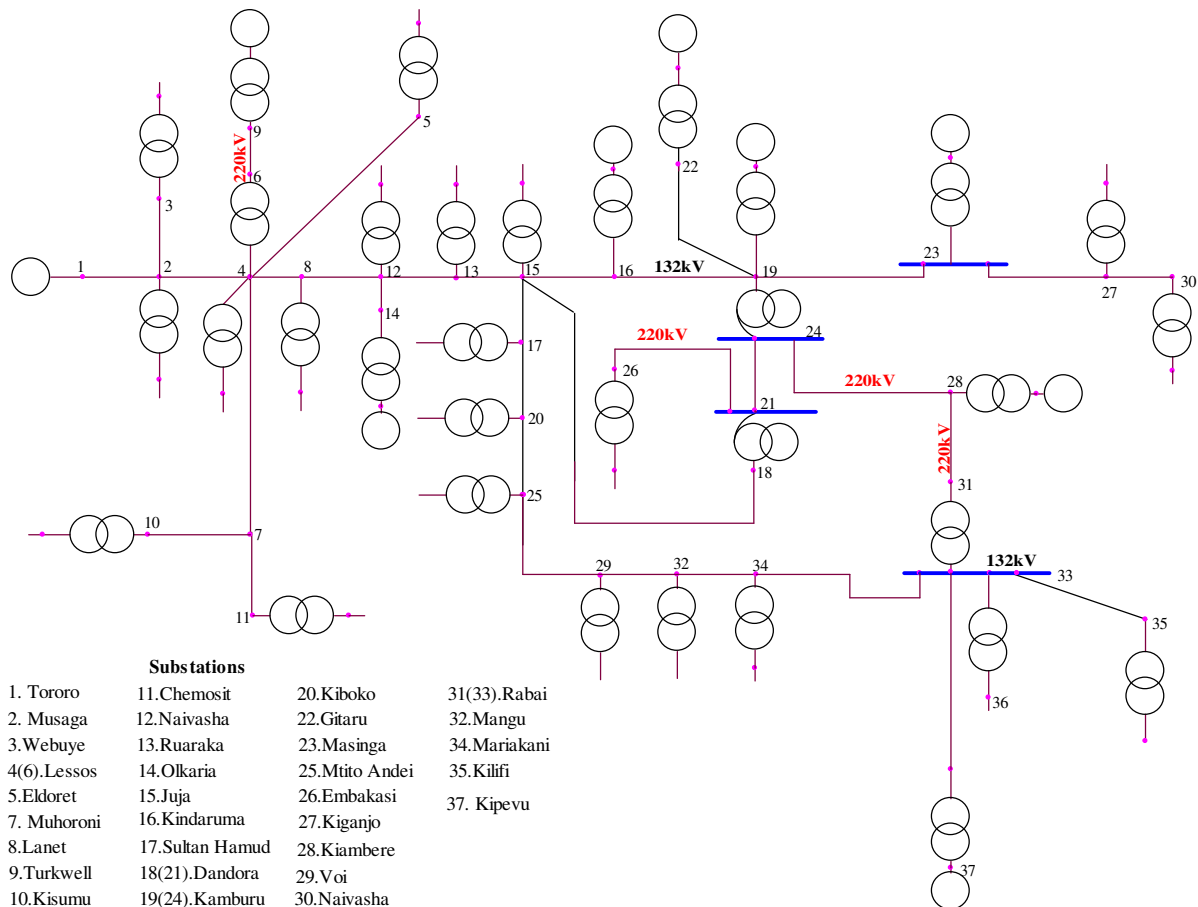 5
9
220kV
6
22
3
23
1
2
4
8
12
13
15
16
132kV
19
27
30
14
24
17
220kV
26
220kV
28
21
20
18
220kV
31
25
10
7
132kV
29
32
34
33
11
35
36
37
Substations
1. Tororo
2. Musaga
3.Webuye
4(6).Lessos
5.Eldoret
7. Muhoroni
8.Lanet
9.Turkwell
10.Kisumu
11.Chemosit
12.Naivasha
13.Ruaraka
14.Olkaria
15.Juja
16.Kindaruma
17.Sultan Hamud
18(21).Dandora
19(24).Kamburu
20.Kiboko
22.Gitaru
23.Masinga
25.Mtito Andei
26.Embakasi
27.Kiganjo
28.Kiambere
29.Voi
30.Naivasha
31(33).Rabai
32.Mangu
34.Mariakani
35.Kilifi
37. Kipevu